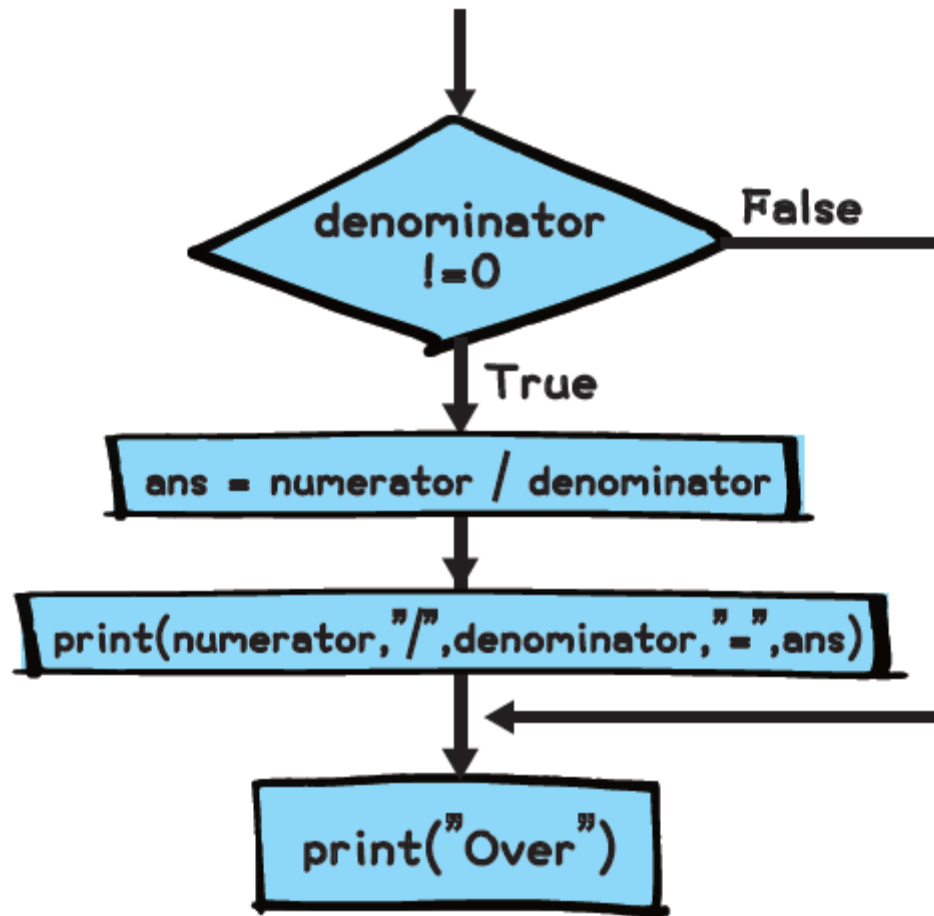 denominator
!=0
False
True
ans = numerator / denominator
print(numerator,”/”,denominator,”=”,ans)
print(”Over”)